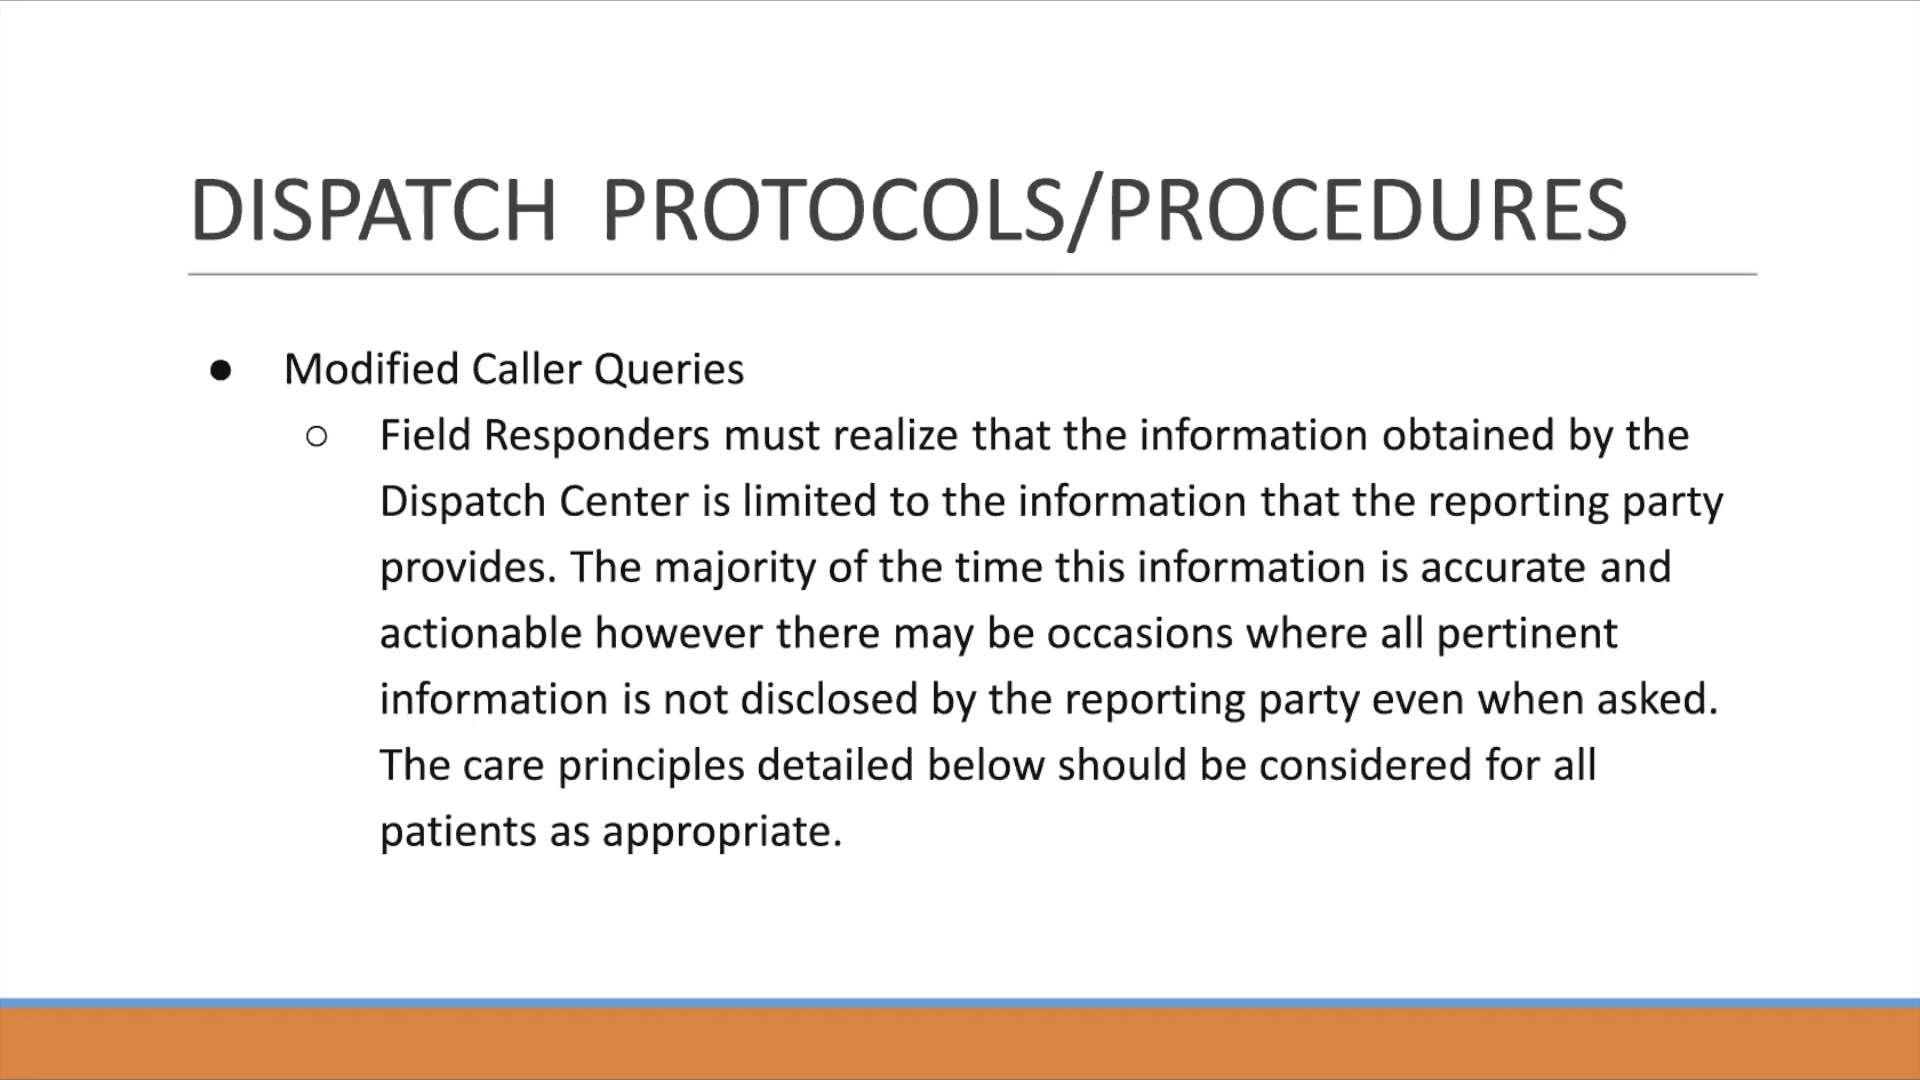 DISPATCH PROTOCOLS/PROCEDURES
● Modified Caller Queries
○ Field Responders must realize that the information obtained by the
Dispatch Center is limited to the information that the reporting party
provides. The majority of the time this information is accurate and
actionable however there may be occasions where all pertinent
information is not disclosed by the reporting party even when asked.
The care principles detailed below should be considered for all
patients as appropriate.